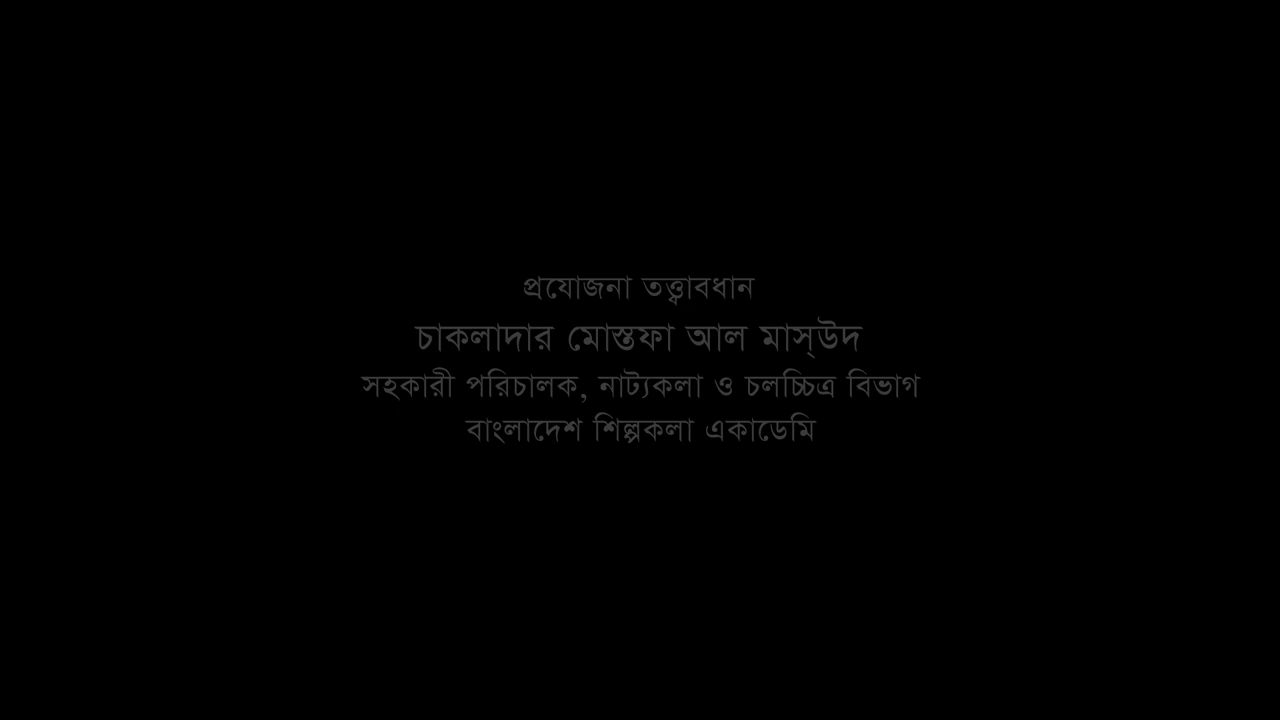 প্রযোজনা তত্ত্বাবধান
চাকলাদার মোস্তফা আল মাস্‌উদ
সহকারী পরিচালক, নাট্যকলা ও চলচ্চিত্র বিভাগ
বাংলাদেশ শিল্পকলা একাডেমি